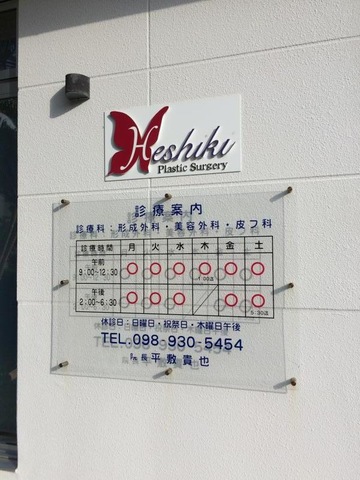 Heshiki
Plastic Surgery
診療案内
診療科：形成外科・美容外科・皮フ科
診療時間 月 火 水 木 金 土
午前 9:00~12:30 ○ ○ ○ ○ ○ ○
午後 2:00~6:30 ○ ○ ○ ／ ○ ○
休診日：日曜日・祝祭日・木曜日午後
TEL.098-930-5454
院長 平敷貴也